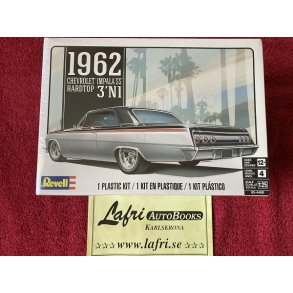 1962
CHEVROLET IMPALA SS
HARDTOP 3'N1
12+
4
1:25
Revell
1 PLASTIC KIT / 1 KIT EN PLASTIQUE / 1 KIT PLÁSTICO
Lafri AUTOBOOKS
KARLSKRONA
☆☆☆ www.lafri.se ☆☆☆